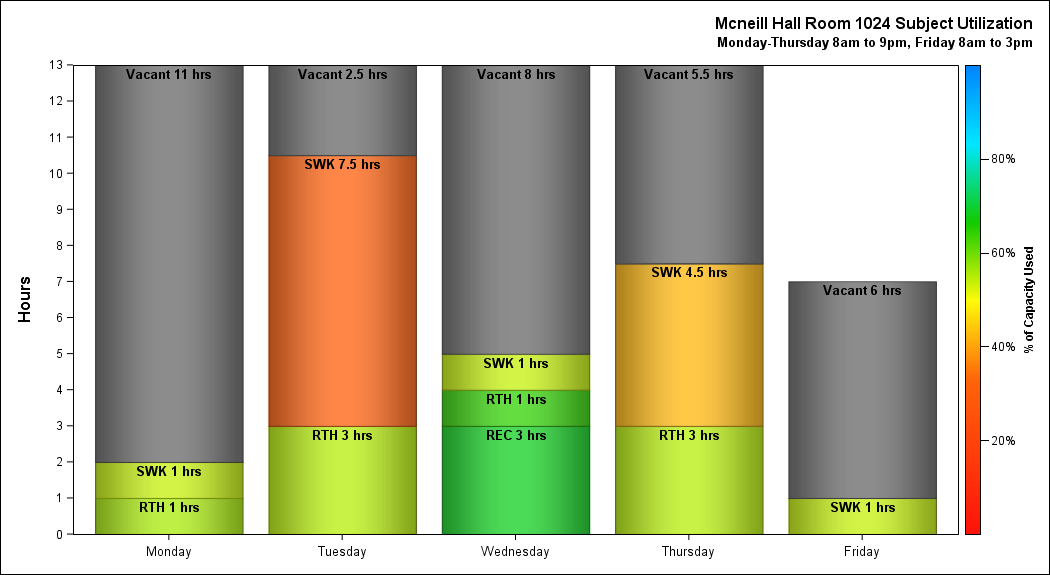 Mcneill Hall Room 1024 Subject Utilization
Monday-Thursday 8am to 9pm, Friday 8am to 3pm
Hours
13
12
11
10
9
8
7
6
5
4
3
2
1
0
Vacant 11 hrs
SWK 1 hrs
RTH 1 hrs
Vacant 2.5 hrs
SWK 7.5 hrs
RTH 3 hrs
Vacant 8 hrs
SWK 1 hrs
RTH 1 hrs
REC 3 hrs
Vacant 5.5 hrs
SWK 4.5 hrs
RTH 3 hrs
Vacant 6 hrs
SWK 1 hrs
Monday
Tuesday
Wednesday
Thursday
Friday
80%
60%
40%
20%
% of Capacity Used